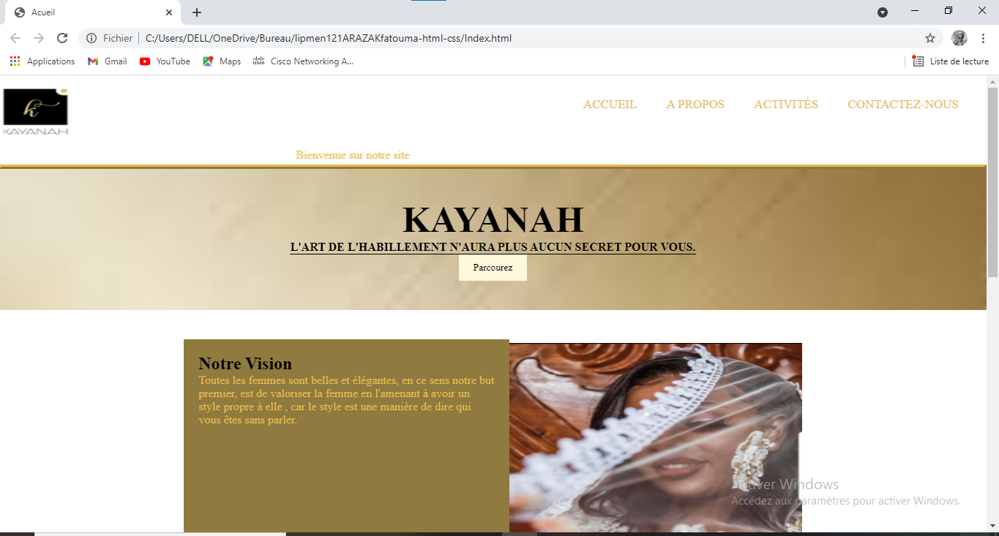 Acueil
Fichier
C:/Users/DELL/OneDrive/Bureau/lipmen121ARAZAKfatouma-html-css/Index.html
Applications
Gmail
YouTube
Maps
Cisco Networking A...
Liste de lecture
k
KAYANAH
ACCUEIL
A PROPOS
ACTIVITÉS
CONTACTEZ-NOUS
Bienvenue sur notre site
KAYANAH
L'ART DE L'HABILLEMENT N'AURA PLUS AUCUN SECRET POUR VOUS.
Parcourez
Notre Vision
Toutes les femmes sont belles et élégantes, en ce sens notre but
premier, est de valoriser la femme en l'amenant à avoir un
style propre à elle , car le style est une manière de dire qui
vous êtes sans parler.
Activer Windows
Accédez aux paramètres pour activer Windows.